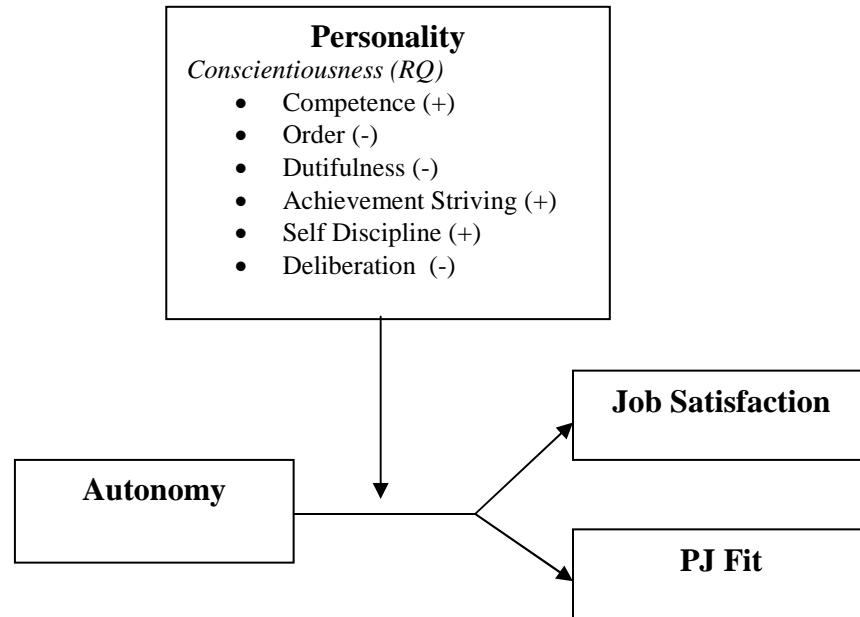 Personality
Conscientiousness (RQ)
• Competence (+)
• Order (-)
• Dutifulness (-)
• Achievement Striving (+)
• Self Discipline (+)
• Deliberation (-)
Job Satisfaction
Autonomy
PJ Fit